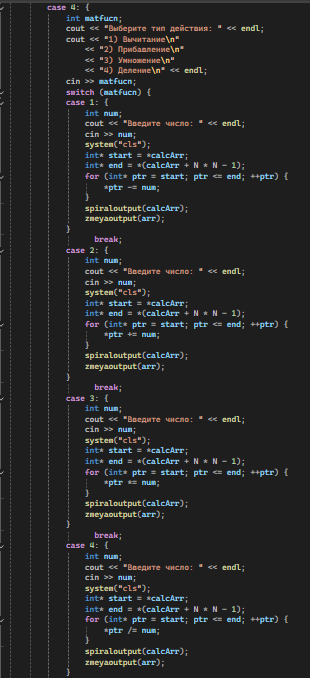 case 4: {
int matfucn;
cout << "Выберите тип действия: " << endl;
cout << "1) Вычитание\n"
<< "2) Прибавление\n"
<< "3) Умножение\n"
<< "4) Деление\n" << endl;
cin >> matfucn;
switch (matfucn) {
case 1: {
int num;
cout << "Введите число: " << endl;
cin >> num;
system("cls");
int* start = *calcArr;
int* end = *(calcArr + N * N - 1);
for (int* ptr = start; ptr <= end; ++ptr) {
*ptr -= num;
}
spiraloutput(calcArr);
zmeyaoutput(arr);
}
break;
case 2: {
int num;
cout << "Введите число: " << endl;
cin >> num;
system("cls");
int* start = *calcArr;
int* end = *(calcArr + N * N - 1);
for (int* ptr = start; ptr <= end; ++ptr) {
*ptr += num;
}
spiraloutput(calcArr);
zmeyaoutput(arr);
}
break;
case 3: {
int num;
cout << "Введите число: " << endl;
cin >> num;
system("cls");
int* start = *calcArr;
int* end = *(calcArr + N * N - 1);
for (int* ptr = start; ptr <= end; ++ptr) {
*ptr *= num;
}
spiraloutput(calcArr);
zmeyaoutput(arr);
}
break;
case 4: {
int num;
cout << "Введите число: " << endl;
cin >> num;
system("cls");
int* start = *calcArr;
int* end = *(calcArr + N * N - 1);
for (int* ptr = start; ptr <= end; ++ptr) {
*ptr /= num;
}
spiraloutput(calcArr);
zmeyaoutput(arr);
}